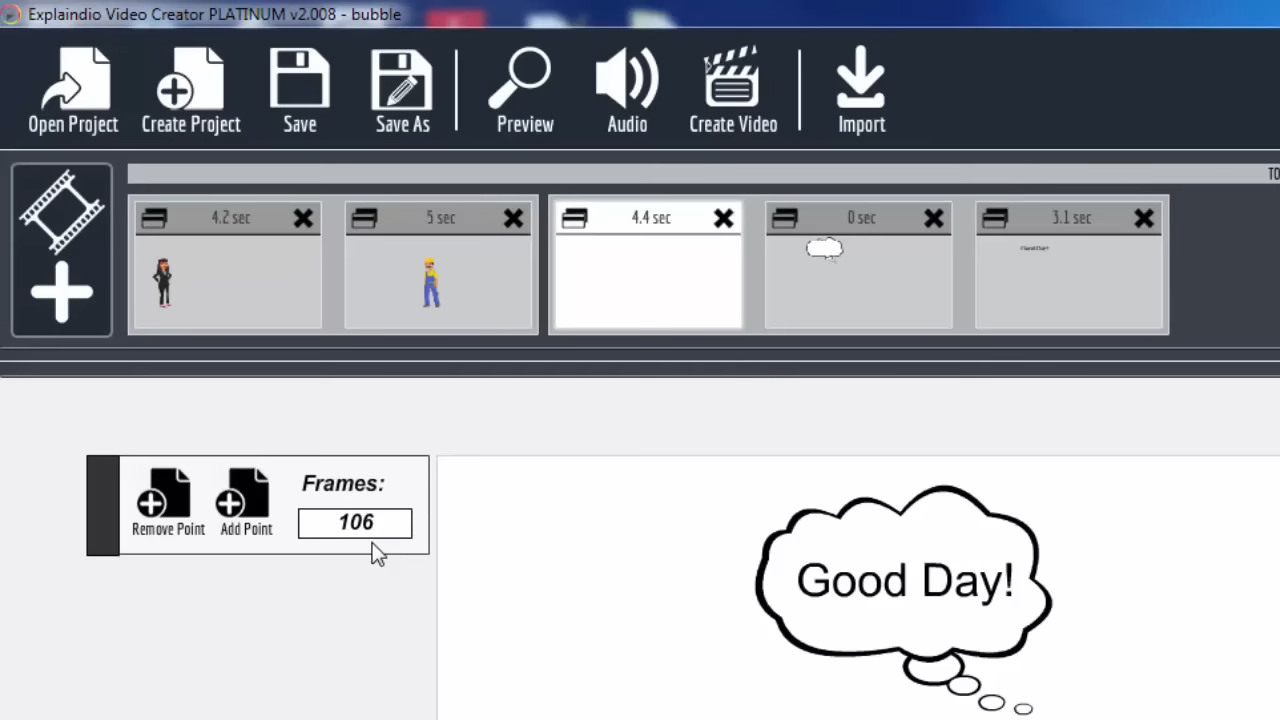 Explaindio Video Creator PLATINUM v2.008 - bubble
Open Project Create Project Save Save As Preview Audio Create Video Import
TO
4.2 sec 5 sec 4.4 sec 0 sec 3.1 sec
Frames:
106
Remove Point Add Point
Good Day!